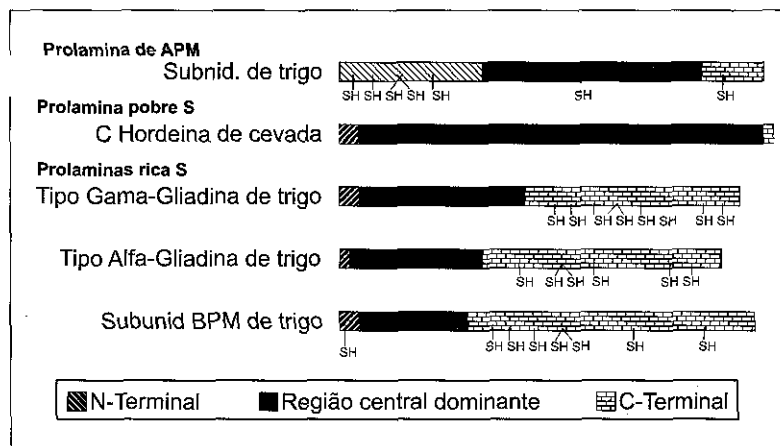 Prolamina de APM
Subnid. de trigo
SH SH SH SH SH SH SH
Prolamina pobre S
C Hordeina de cevada
Prolaminas rica S
Tipo Gama-Gliadina de trigo
SH SH SH SH SH SH SH SH
Tipo Alfa-Gliadina de trigo
SH SH SH SH SH SH
Subunid BPM de trigo
SH SH SH SH SH SH SH SH
N-Terminal Região central dominante C-Terminal